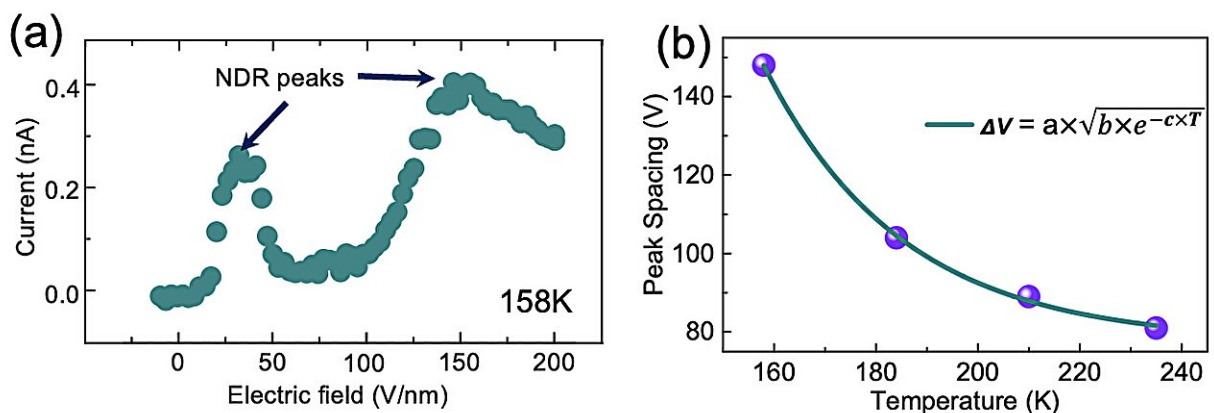 (a)
NDR peaks
Current (nA)
0.4
0.2
0.0
158K
0
50
100
150
200
Electric field (V/nm)
(b)
Peak Spacing (V)
140
120
100
80
ΔV = a×√b×e^{−c×T}
160
180
200
220
240
Temperature (K)